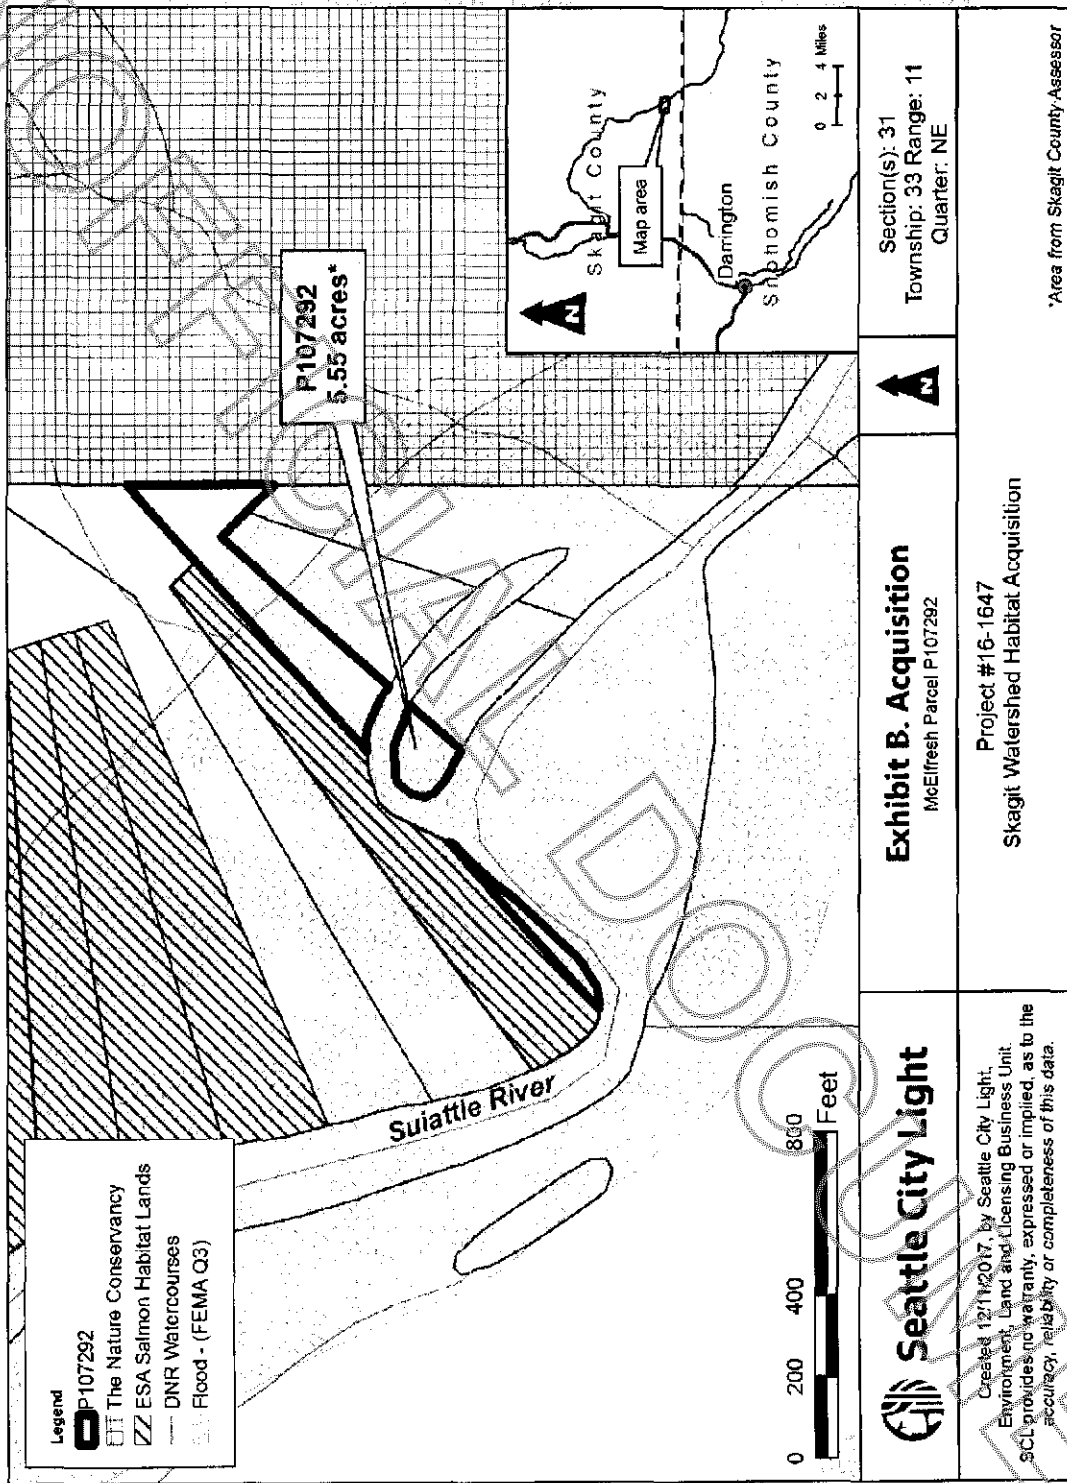 Legend
P107292
The Nature Conservancy
ESA Salmon Habitat Lands
DNR Watercourses
Flood - (FEMA Q3)
P107292
5.55 acres*
Suiattle River
0 200 400 800
Feet
N
Skagit County
Map area
Darrington
Snohomish County
0 2 4 Miles
Seattle City Light
Created 12/11/2017, by Seattle City Light,
Environment, Land and Licensing Business Unit.
SCL provides no warranty, expressed or implied, as to the
accuracy, reliability or completeness of this data.
Exhibit B. Acquisition
McElfresh Parcel P107292
Project #16-1647
Skagit Watershed Habitat Acquisition
N
Section(s): 31
Township: 33 Range: 11
Quarter: NE
*Area from Skagit County Assessor
UNOFFICIAL DOCUMENT